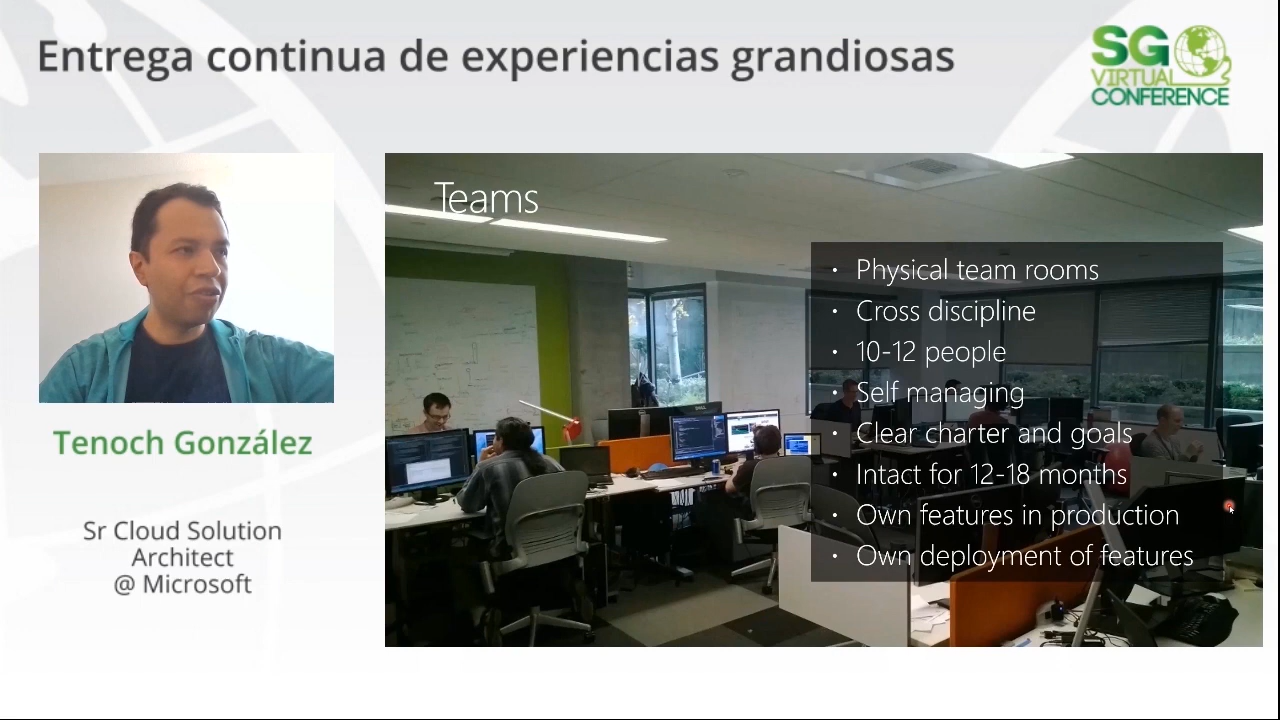 Entrega continua de experiencias grandiosas
SG
VIRTUAL
CONFERENCE
Teams
• Physical team rooms
• Cross discipline
• 10-12 people
• Self managing
• Clear charter and goals
• Intact for 12-18 months
• Own features in production
• Own deployment of features
Tenoch González
Sr Cloud Solution
Architect
@ Microsoft